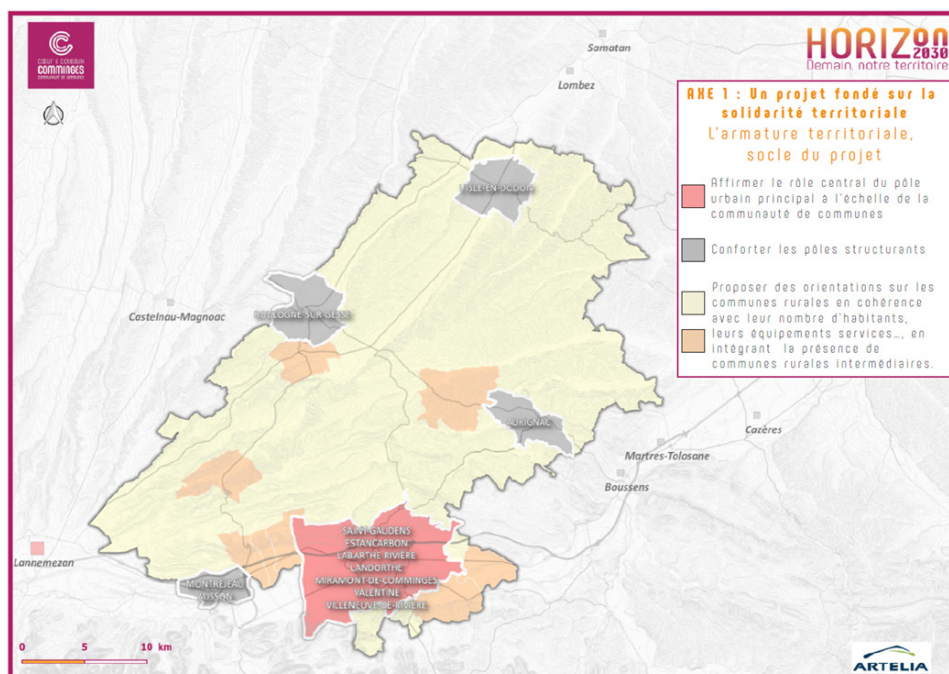 CŒUR & COTEAUX
COMMINGES
COMMUNAUTÉ DE COMMUNES
HORIZON
2030
Demain, notre territoire
AXE 1 : Un projet fondé sur la
solidarité territoriale
L'armature territoriale,
socle du projet
Affirmer le rôle central du pôle
urbain principal à l'échelle de la
communauté de communes
Conforter les pôles structurants
Proposer des orientations sur les
communes rurales en cohérence
avec leur nombre d'habitants,
leurs équipements services…, en
intégrant la présence de
communes rurales intermédiaires.
Samatan
Lombez
L'ISLE-EN-DODON
BOULOGNE-SUR-GESSE
Castelnau-Magnoac
AURIGNAC
Cazères
Martres-Tolosane
Boussens
SAINT-GAUDENS
ESTANCARBON
LABARTHE-RIVIÈRE
LANDORTHE
MIRAMONT-DE-COMMINGES
VALENTINE
VILLENEUVE-DE-RIVIÈRE
Lannemezan
MONTRÉJEAU
AUSSON
0 5 10 km
ARTELIA